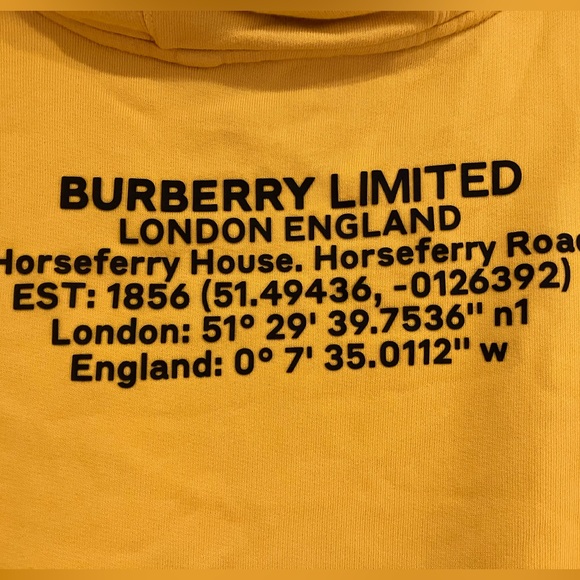 BURBERRY LIMITED
LONDON ENGLAND
Horseferry House. Horseferry Road
EST: 1856 (51.49436, -0126392)
London: 51° 29' 39.7536" n1
England: 0° 7' 35.0112" w